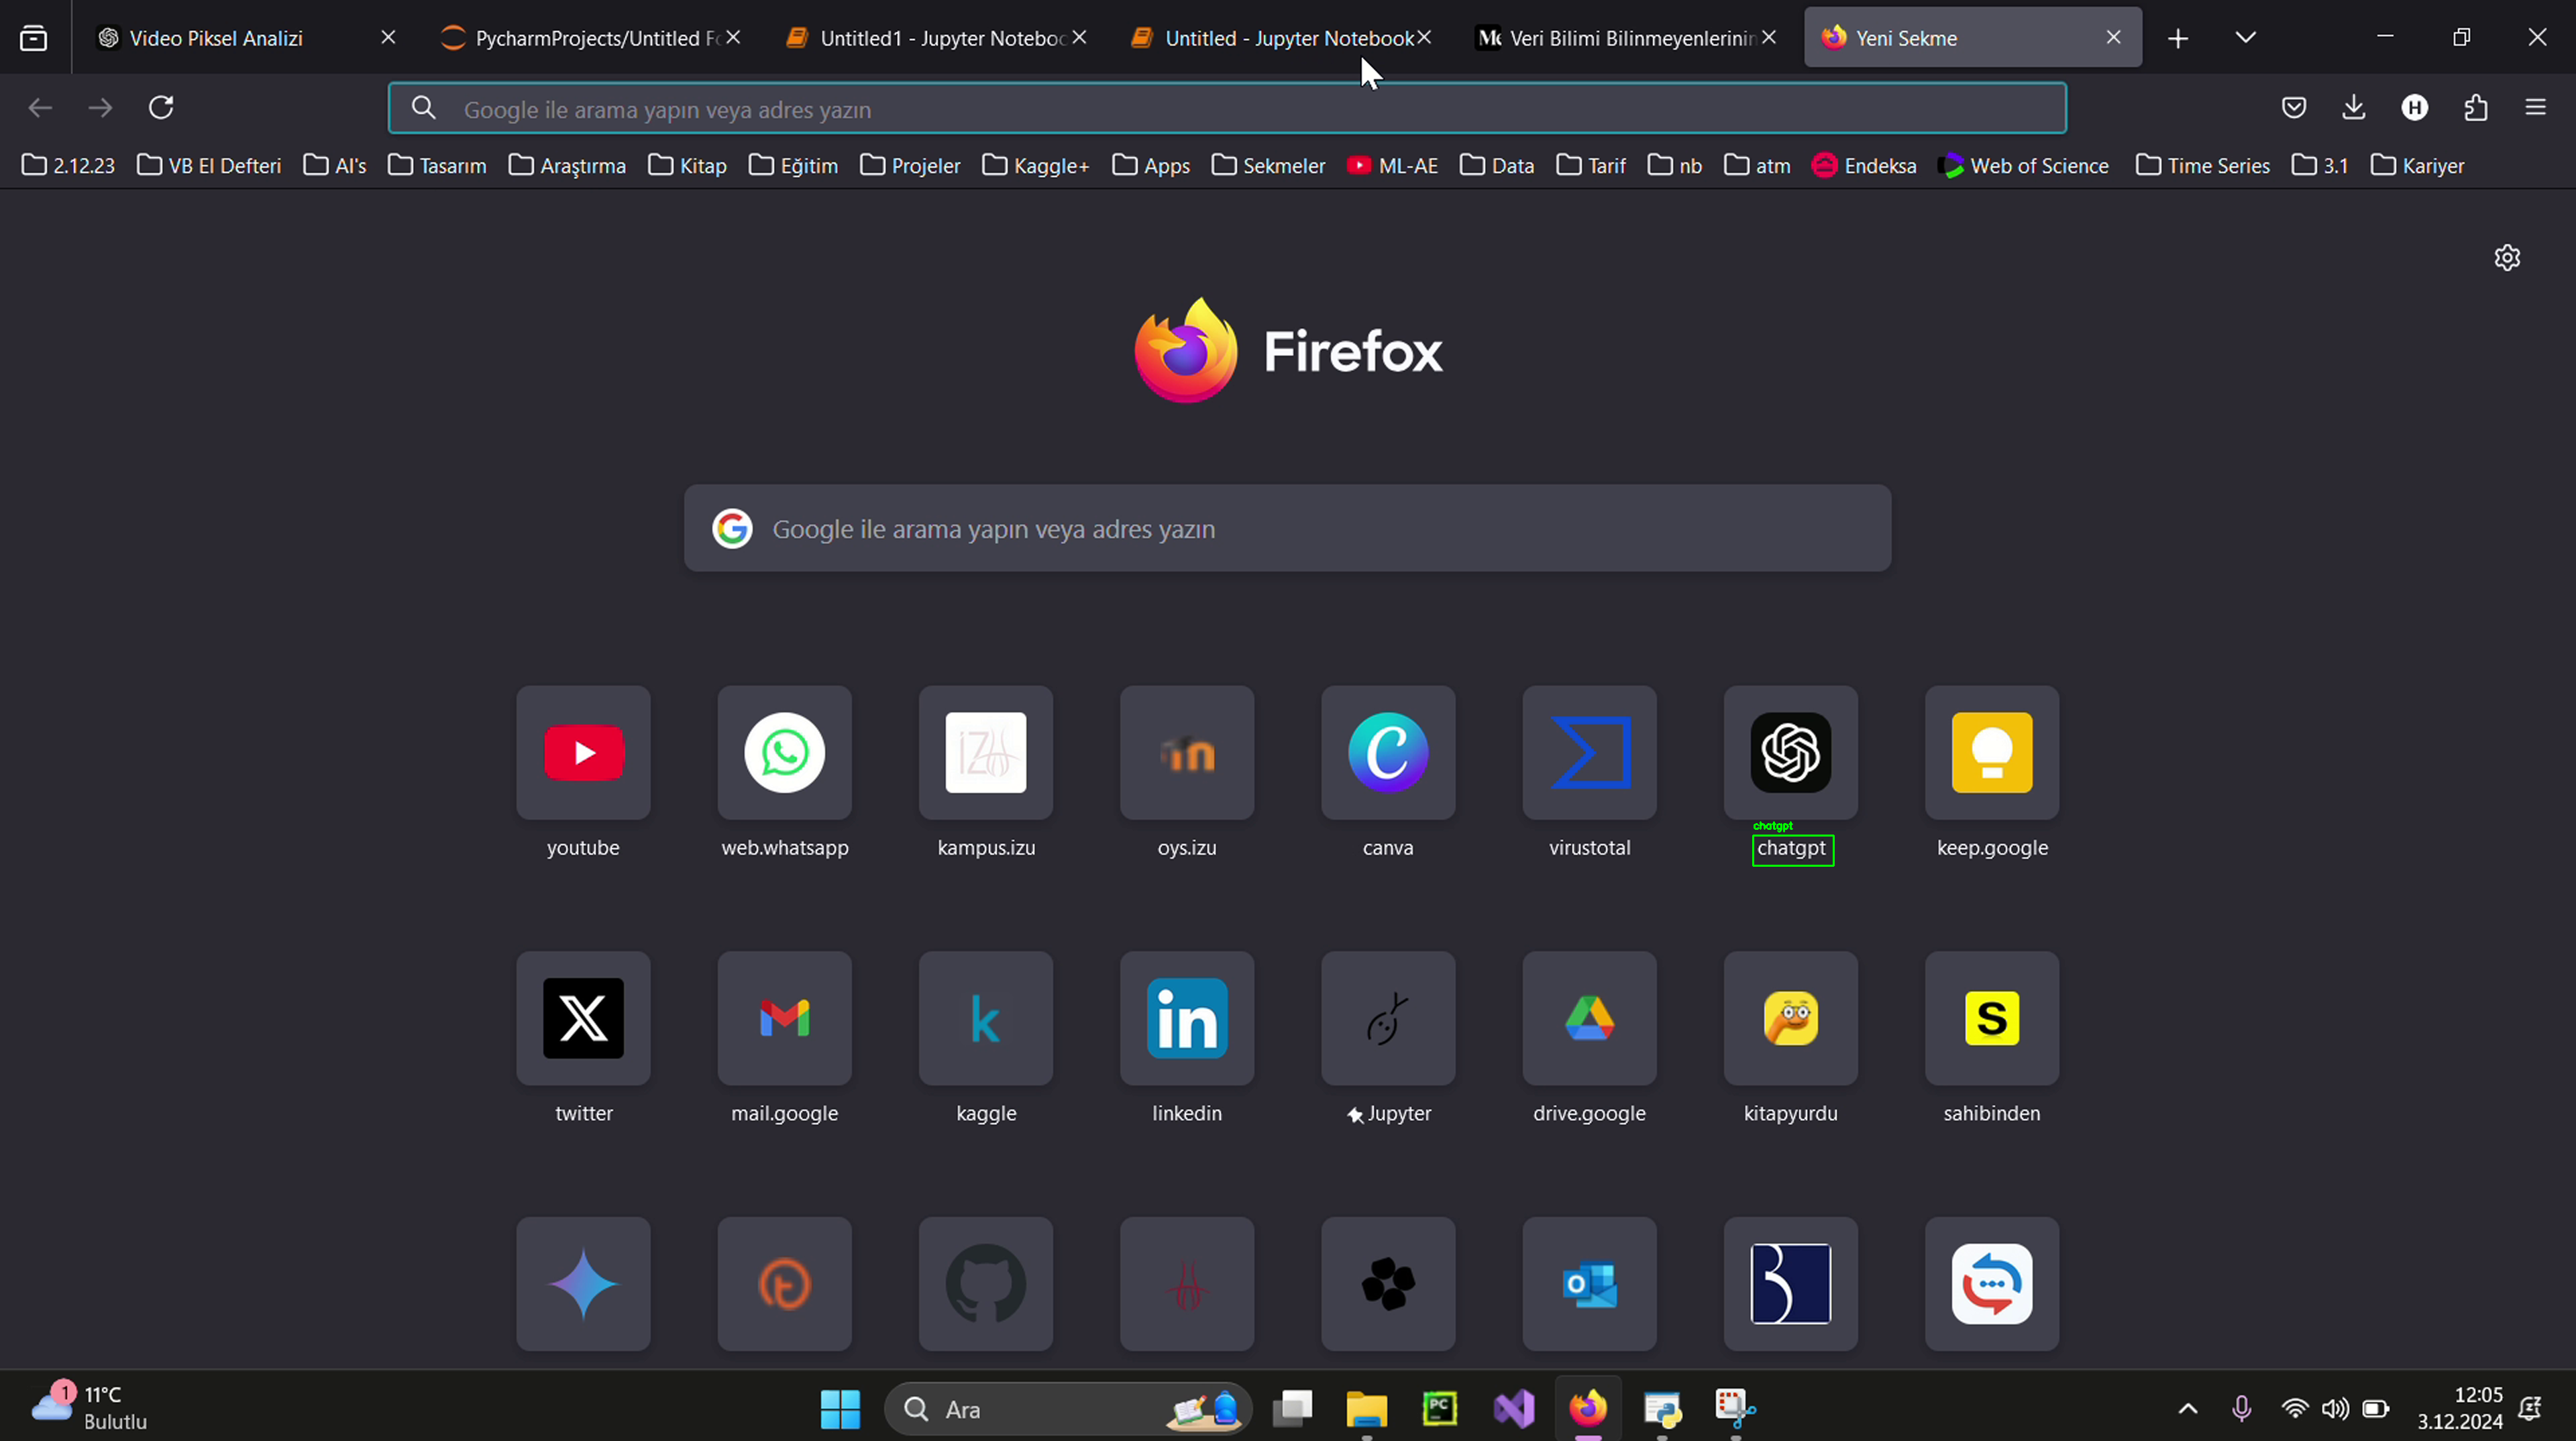 Video Piksel Analizi
PycharmProjects/Untitled Fo
Untitled1 - Jupyter Noteboo
Untitled - Jupyter Notebook
Veri Bilimi Bilinmeyenlerinin
Yeni Sekme
Google ile arama yapın veya adres yazın
H
2.12.23
VB El Defteri
AI's
Tasarım
Araştırma
Kitap
Eğitim
Projeler
Kaggle+
Apps
Sekmeler
ML-AE
Data
Tarif
nb
atm
Endeksa
Web of Science
Time Series
3.1
Kariyer
Firefox
Google ile arama yapın veya adres yazın
youtube
web.whatsapp
kampus.izu
oys.izu
canva
virustotal
chatgpt
chatgpt
keep.google
twitter
mail.google
kaggle
linkedin
Jupyter
drive.google
kitapyurdu
sahibinden
1
11°C
Bulutlu
Ara
PC
12:05
3.12.2024